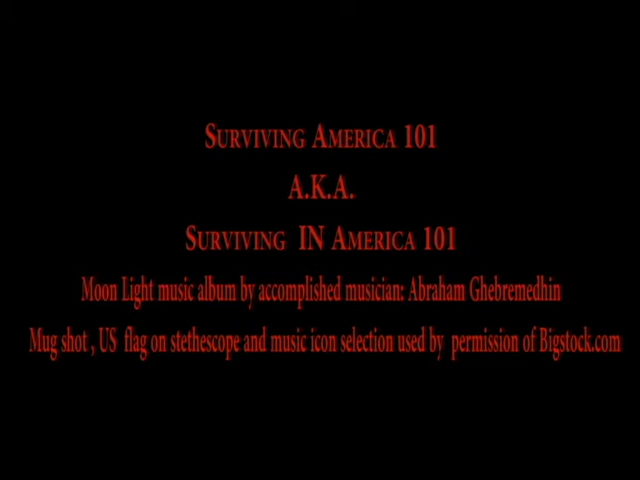 SURVIVING AMERICA 101
A.K.A.
SURVIVING IN AMERICA 101
Moon Light music album by accomplished musician: Abraham Ghebremedhin
Mug shot , US flag on stethescope and music icon selection used by permission of Bigstock.com